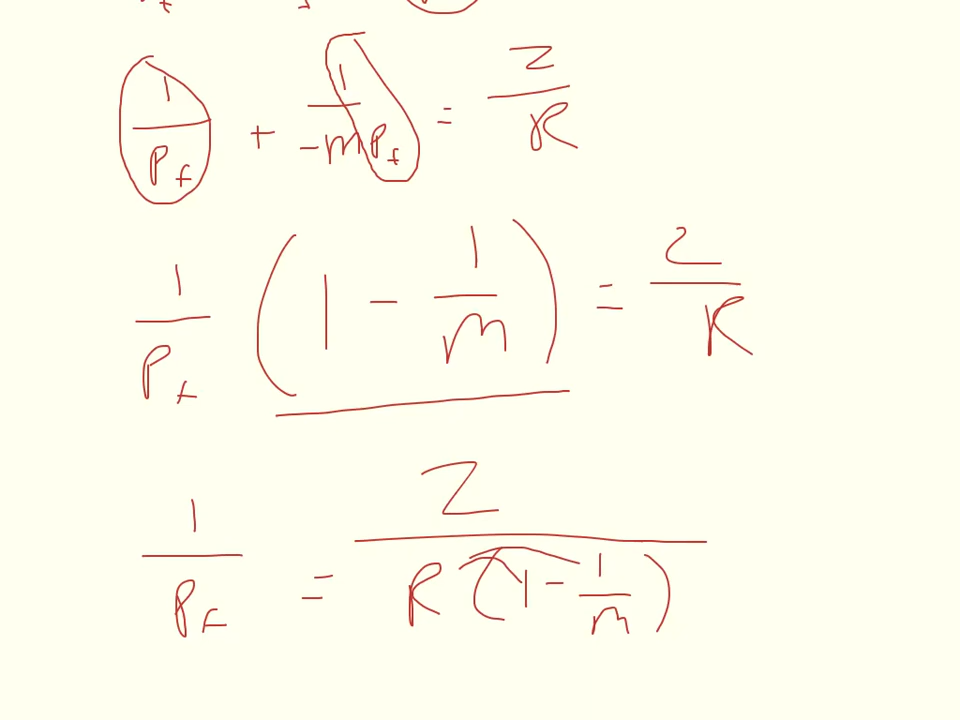 1/P_f + 1/-mP_f = 2/R
1/P_f (1 - 1/m) = 2/R
1/P_f = 2/R(1 - 1/m)